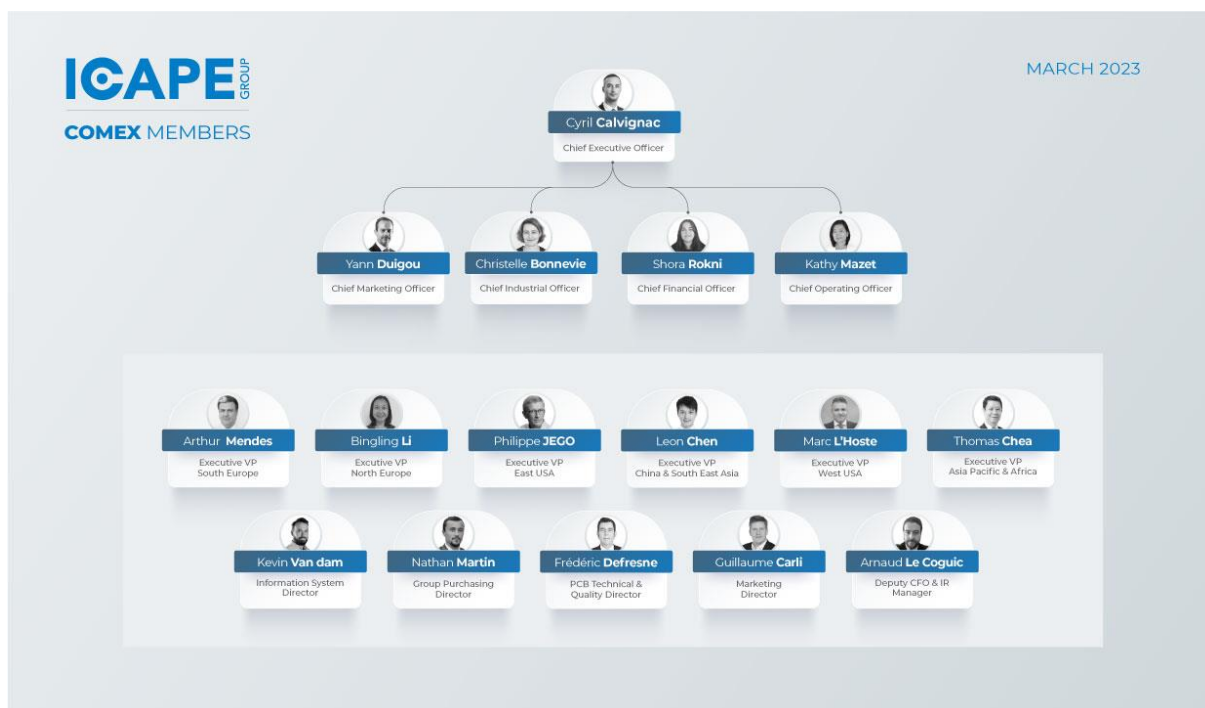 ICAPE GROUP
COMEX MEMBERS
MARCH 2023
Cyril Calvignac
Chief Executive Officer
Yann Duigou
Chief Marketing Officer
Christelle Bonnevie
Chief Industrial Officer
Shora Rokni
Chief Financial Officer
Kathy Mazet
Chief Operating Officer
Arthur Mendes
Executive VP
South Europe
Bingling Li
Excutive VP
North Europe
Philippe JEGO
Executive VP
East USA
Leon Chen
Executive VP
China & South East Asia
Marc L'Hoste
Executive VP
West USA
Thomas Chea
Executive VP
Asia Pacific & Africa
Kevin Van dam
Information System
Director
Nathan Martin
Group Purchasing
Director
Frédéric Defresne
PCB Technical &
Quality Director
Guillaume Carli
Marketing
Director
Arnaud Le Coguic
Deputy CFO & IR
Manager